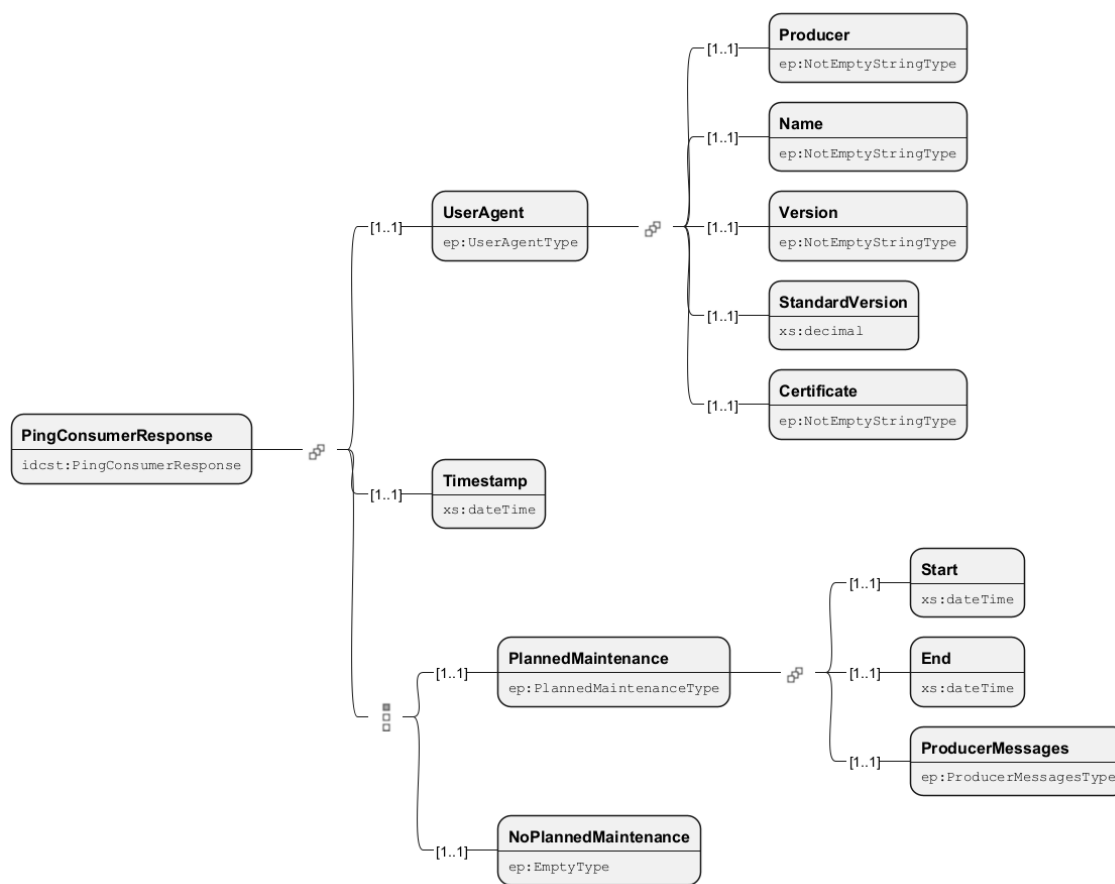 [1..1]
Producer
ep:NotEmptyStringType
[1..1]
Name
ep:NotEmptyStringType
[1..1]
UserAgent
ep:UserAgentType
[1..1]
Version
ep:NotEmptyStringType
[1..1]
StandardVersion
xs:decimal
[1..1]
Certificate
ep:NotEmptyStringType
PingConsumerResponse
idcst:PingConsumerResponse
[1..1]
Timestamp
xs:dateTime
[1..1]
Start
xs:dateTime
[1..1]
PlannedMaintenance
ep:PlannedMaintenanceType
[1..1]
End
xs:dateTime
[1..1]
ProducerMessages
ep:ProducerMessagesType
[1..1]
NoPlannedMaintenance
ep:EmptyType